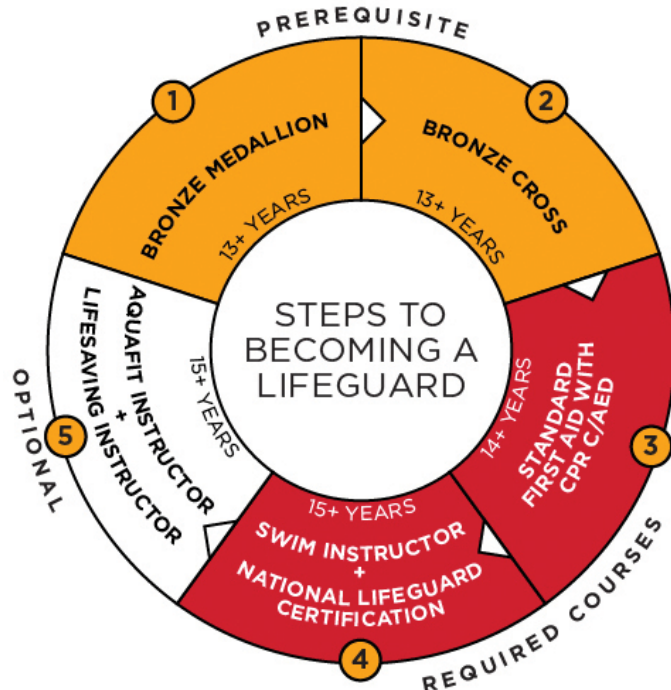 PREREQUISITE
STEPS TO
BECOMING A
LIFEGUARD
1
BRONZE MEDALLION
13+ YEARS
2
BRONZE CROSS
13+ YEARS
3
STANDARD
FIRST AID WITH
CPR C/AED
14+ YEARS
REQUIRED COURSES
4
15+ YEARS
SWIM INSTRUCTOR
+
NATIONAL LIFEGUARD
CERTIFICATION
OPTIONAL
5
AQUAFIT INSTRUCTOR
+
LIFESAVING INSTRUCTOR
15+ YEARS